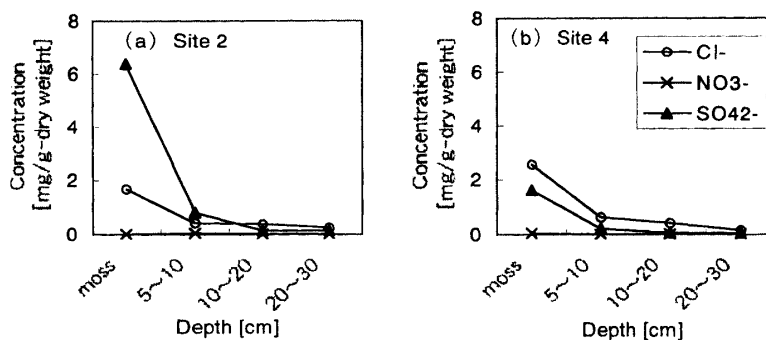 (a) Site 2
Concentration
[mg/g-dry weight]
8
6
4
2
0
moss
5～10
10～20
20～30
Depth [cm]
(b) Site 4
Concentration
[mg/g-dry weight]
8
6
4
2
0
moss
5～10
10～20
20～30
Depth [cm]
Cl-
NO3-
SO42-